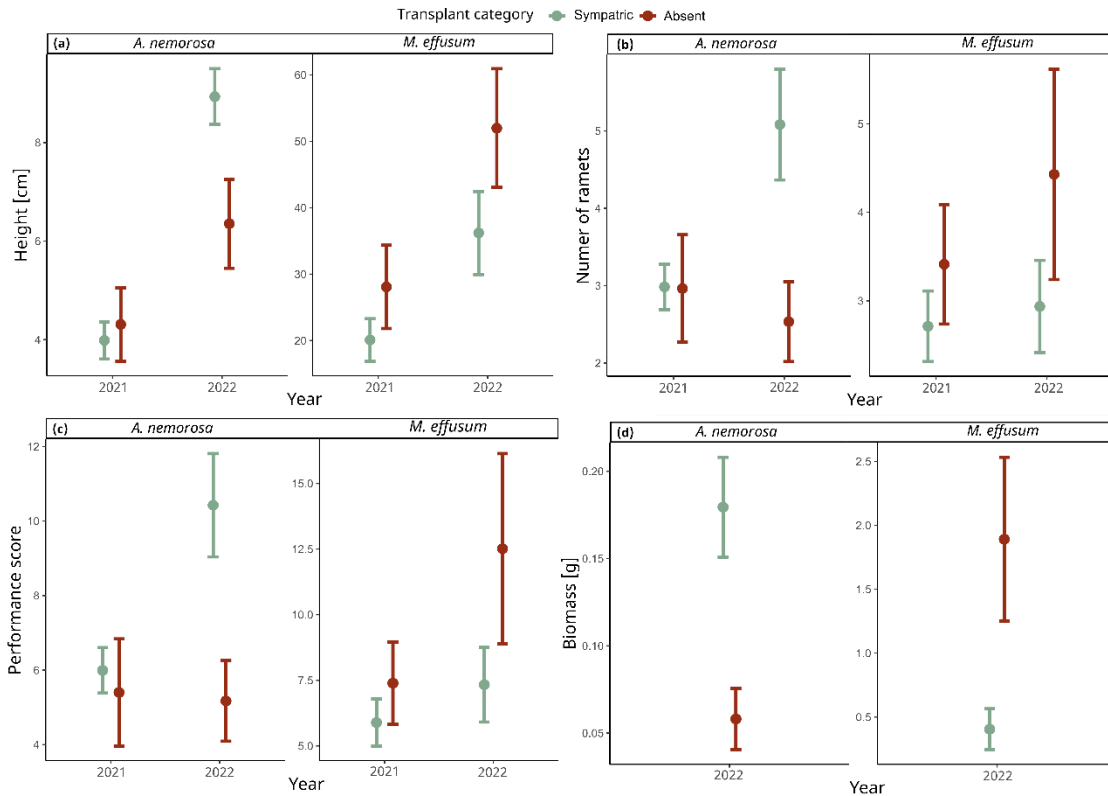 Transplant category Sympatric Absent
(a) A. nemorosa M. effusum
Height [cm]
8
6
4
60
50
40
30
20
2021 2022 2021 2022
Year
(b) A. nemorosa M. effusum
Numer of ramets
5
4
3
2
5
4
3
2021 2022 2021 2022
Year
(c) A. nemorosa M. effusum
Performance score
12
10
8
6
4
15.0
12.5
10.0
7.5
5.0
2021 2022 2021 2022
Year
(d) A. nemorosa M. effusum
Biomass [g]
0.20
0.15
0.10
0.05
2.5
2.0
1.5
1.0
0.5
2022 2022
Year